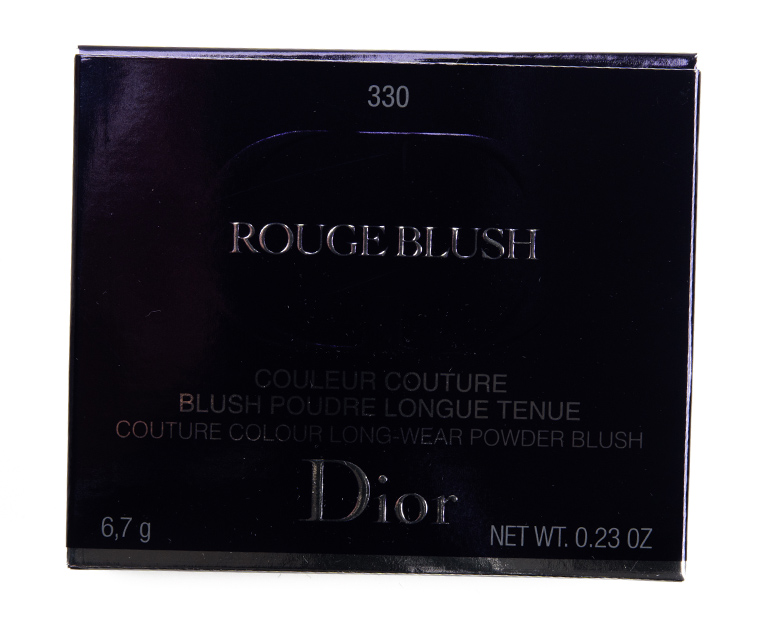 330
ROUGE BLUSH
COULEUR COUTURE
BLUSH POUDRE LONGUE TENUE
COUTURE COLOUR LONG-WEAR POWDER BLUSH
Dior
6,7 g NET WT. 0.23 OZ